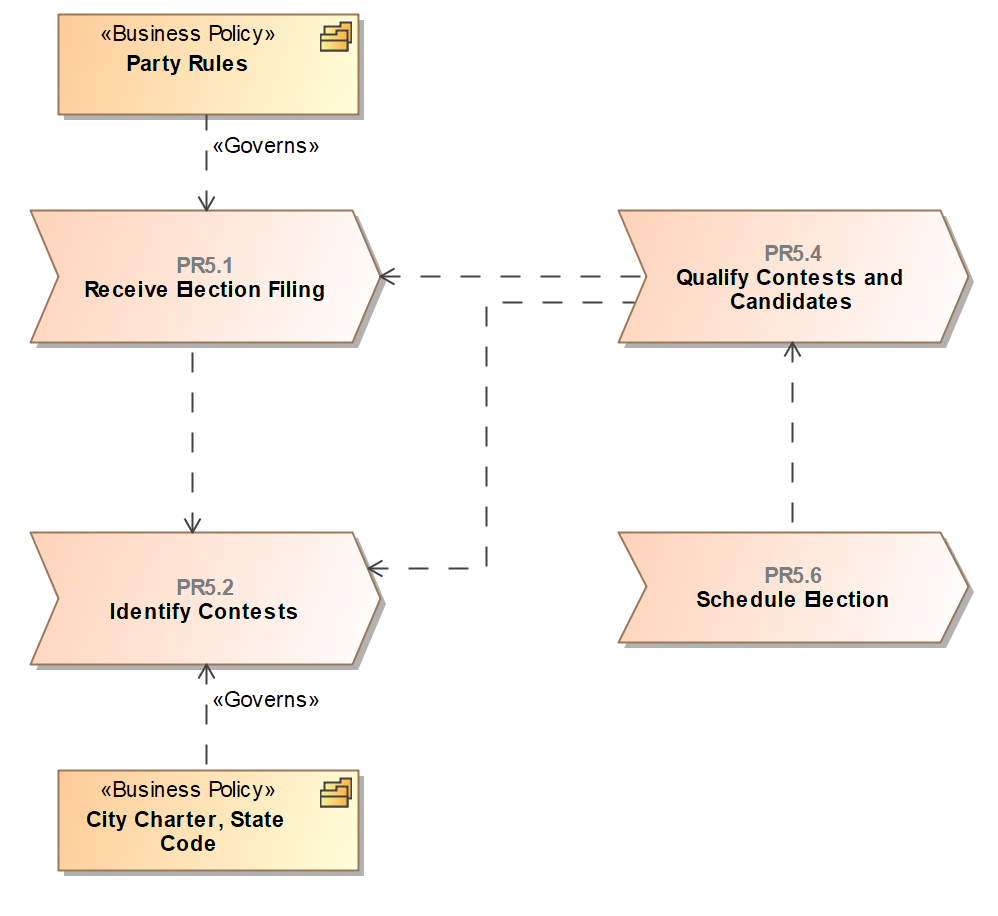 «Business Policy»
Party Rules
«Governs»
PR5.1
Receive Election Filing
PR5.4
Qualify Contests and
Candidates
PR5.2
Identify Contests
PR5.6
Schedule Election
«Governs»
«Business Policy»
City Charter, State
Code